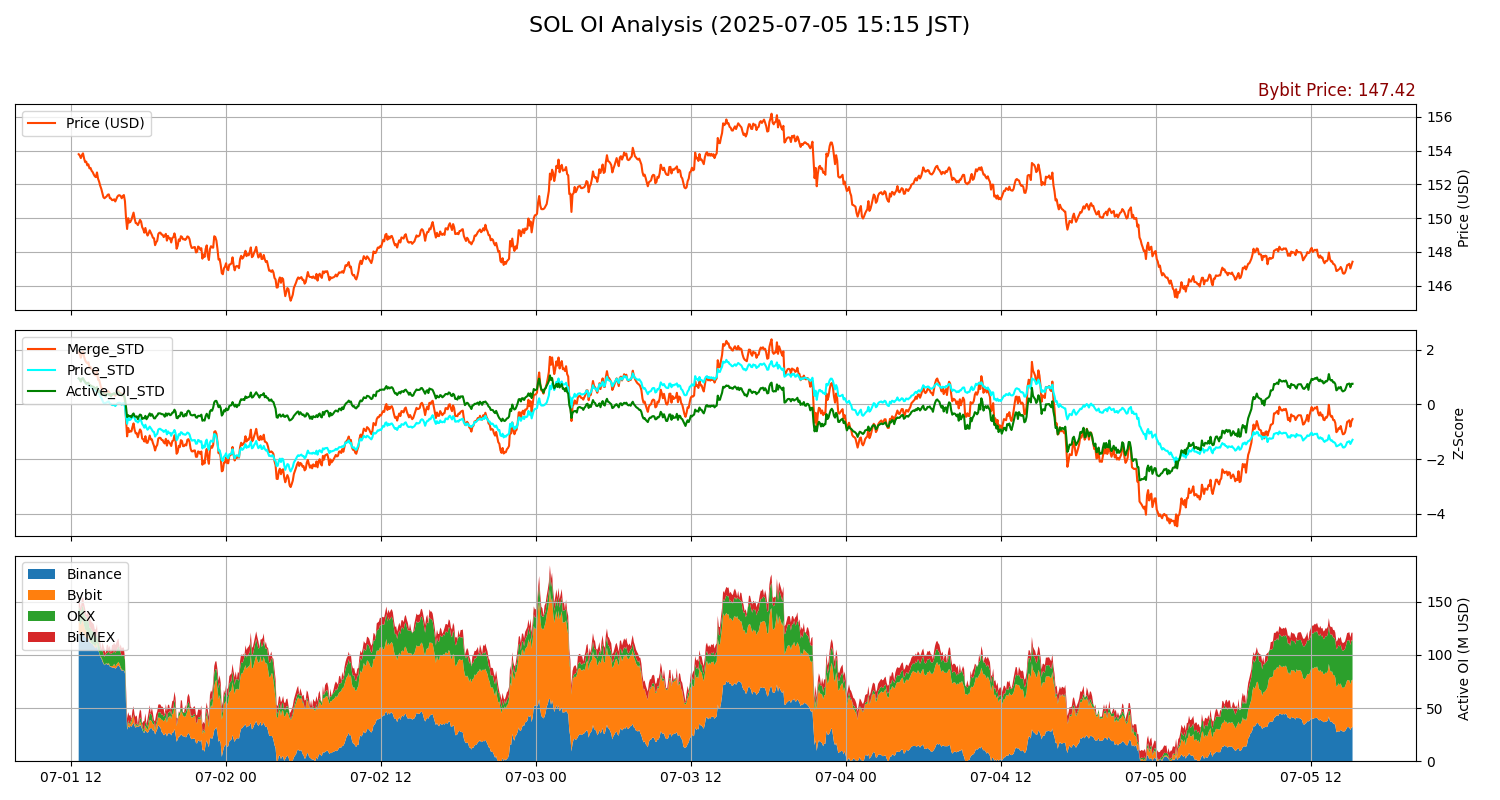 SOL OI Analysis (2025-07-05 15:15 JST)
Bybit Price: 147.42
Price (USD)
156
154
152
150
148
146
Price (USD)
Merge_STD
Price_STD
Active_OI_STD
2
0
−2
−4
Z-Score
Binance
Bybit
OKX
BitMEX
150
100
50
0
Active OI (M USD)
07-01 12
07-02 00
07-02 12
07-03 00
07-03 12
07-04 00
07-04 12
07-05 00
07-05 12